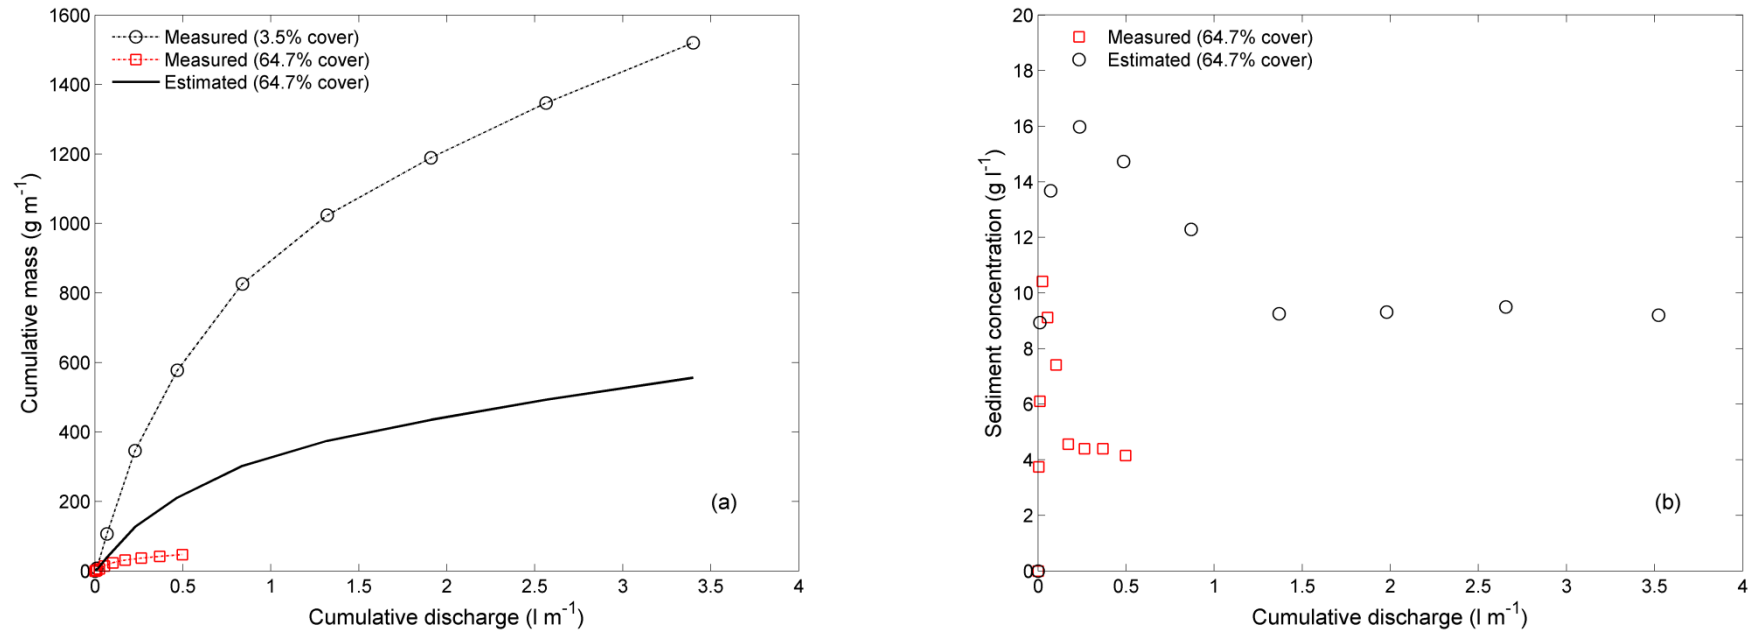 Measured (3.5% cover)
Measured (64.7% cover)
Estimated (64.7% cover)
1600
1400
1200
1000
800
600
400
200
0
Cumulative mass (g m⁻¹)
0 0.5 1 1.5 2 2.5 3 3.5 4
Cumulative discharge (l m⁻¹)
(a)
Measured (64.7% cover)
Estimated (64.7% cover)
20
18
16
14
12
10
8
6
4
2
0
Sediment concentration (g l⁻¹)
0 0.5 1 1.5 2 2.5 3 3.5 4
Cumulative discharge (l m⁻¹)
(b)